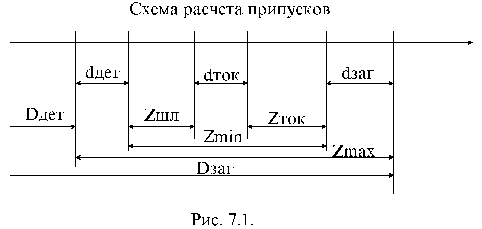 Схема расчета припусков
dдет dток dзаг
Dдет Zшл Zток
Zmin
Zmax
Dзаг
Рис. 7.1.